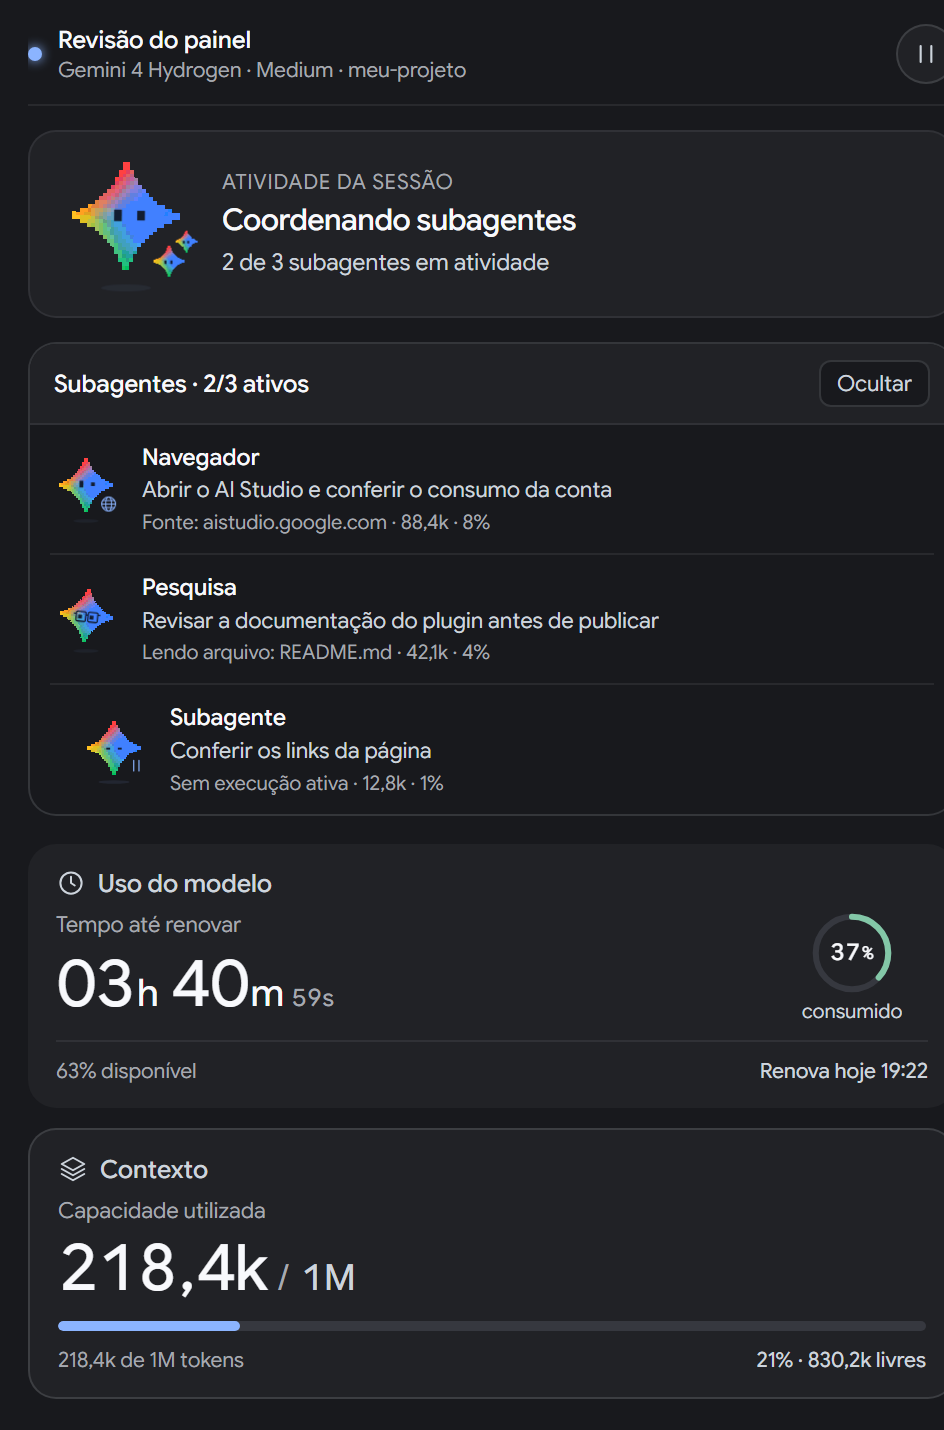 Revisão do painel
Gemini 4 Hydrogen · Medium · meu-projeto
ATIVIDADE DA SESSÃO
Coordenando subagentes
2 de 3 subagentes em atividade
Subagentes · 2/3 ativos
Ocultar
Navegador
Abrir o AI Studio e conferir o consumo da conta
Fonte: aistudio.google.com · 88,4k · 8%
Pesquisa
Revisar a documentação do plugin antes de publicar
Lendo arquivo: README.md · 42,1k · 4%
Subagente
Conferir os links da página
Sem execução ativa · 12,8k · 1%
Uso do modelo
Tempo até renovar
03h 40m 59s
37%
consumido
63% disponível
Renova hoje 19:22
Contexto
Capacidade utilizada
218,4k / 1M
218,4k de 1M tokens
21% · 830,2k livres